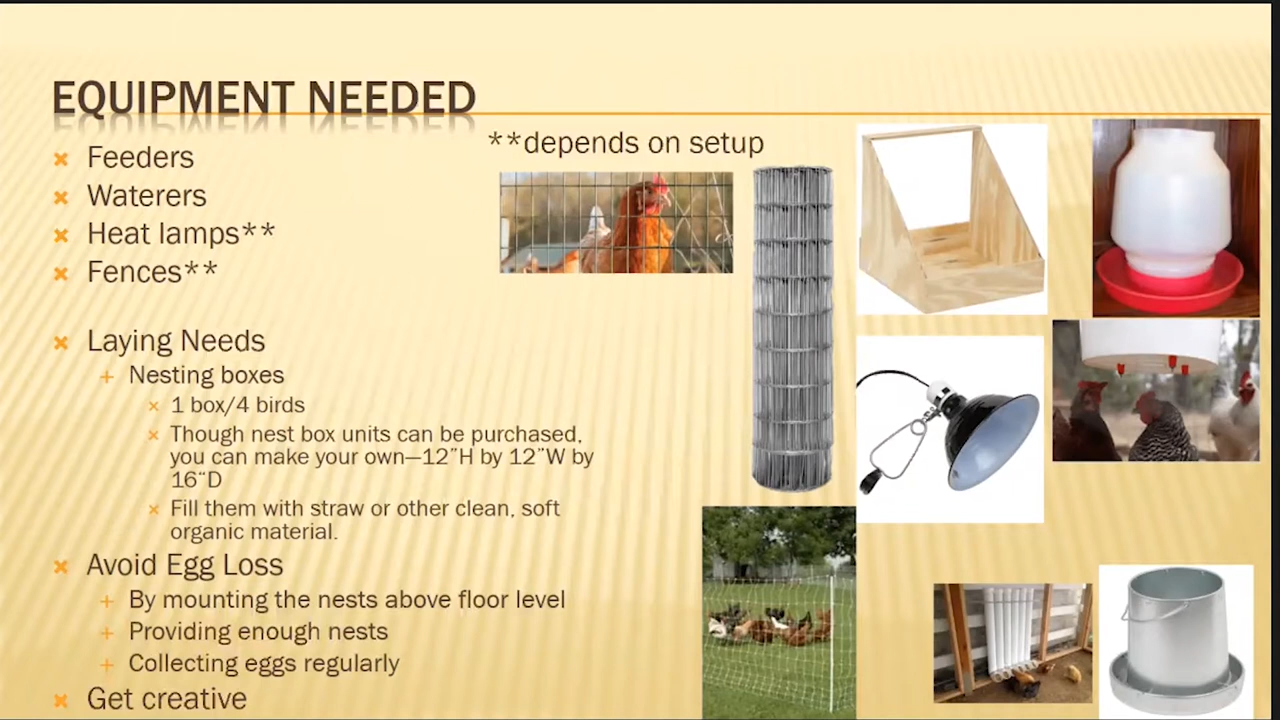 EQUIPMENT NEEDED
**depends on setup
Feeders
Waterers
Heat lamps**
Fences**
Laying Needs
Nesting boxes
1 box/4 birds
Though nest box units can be purchased,
you can make your own—12"H by 12"W by
16"D
Fill them with straw or other clean, soft
organic material.
Avoid Egg Loss
By mounting the nests above floor level
Providing enough nests
Collecting eggs regularly
Get creative